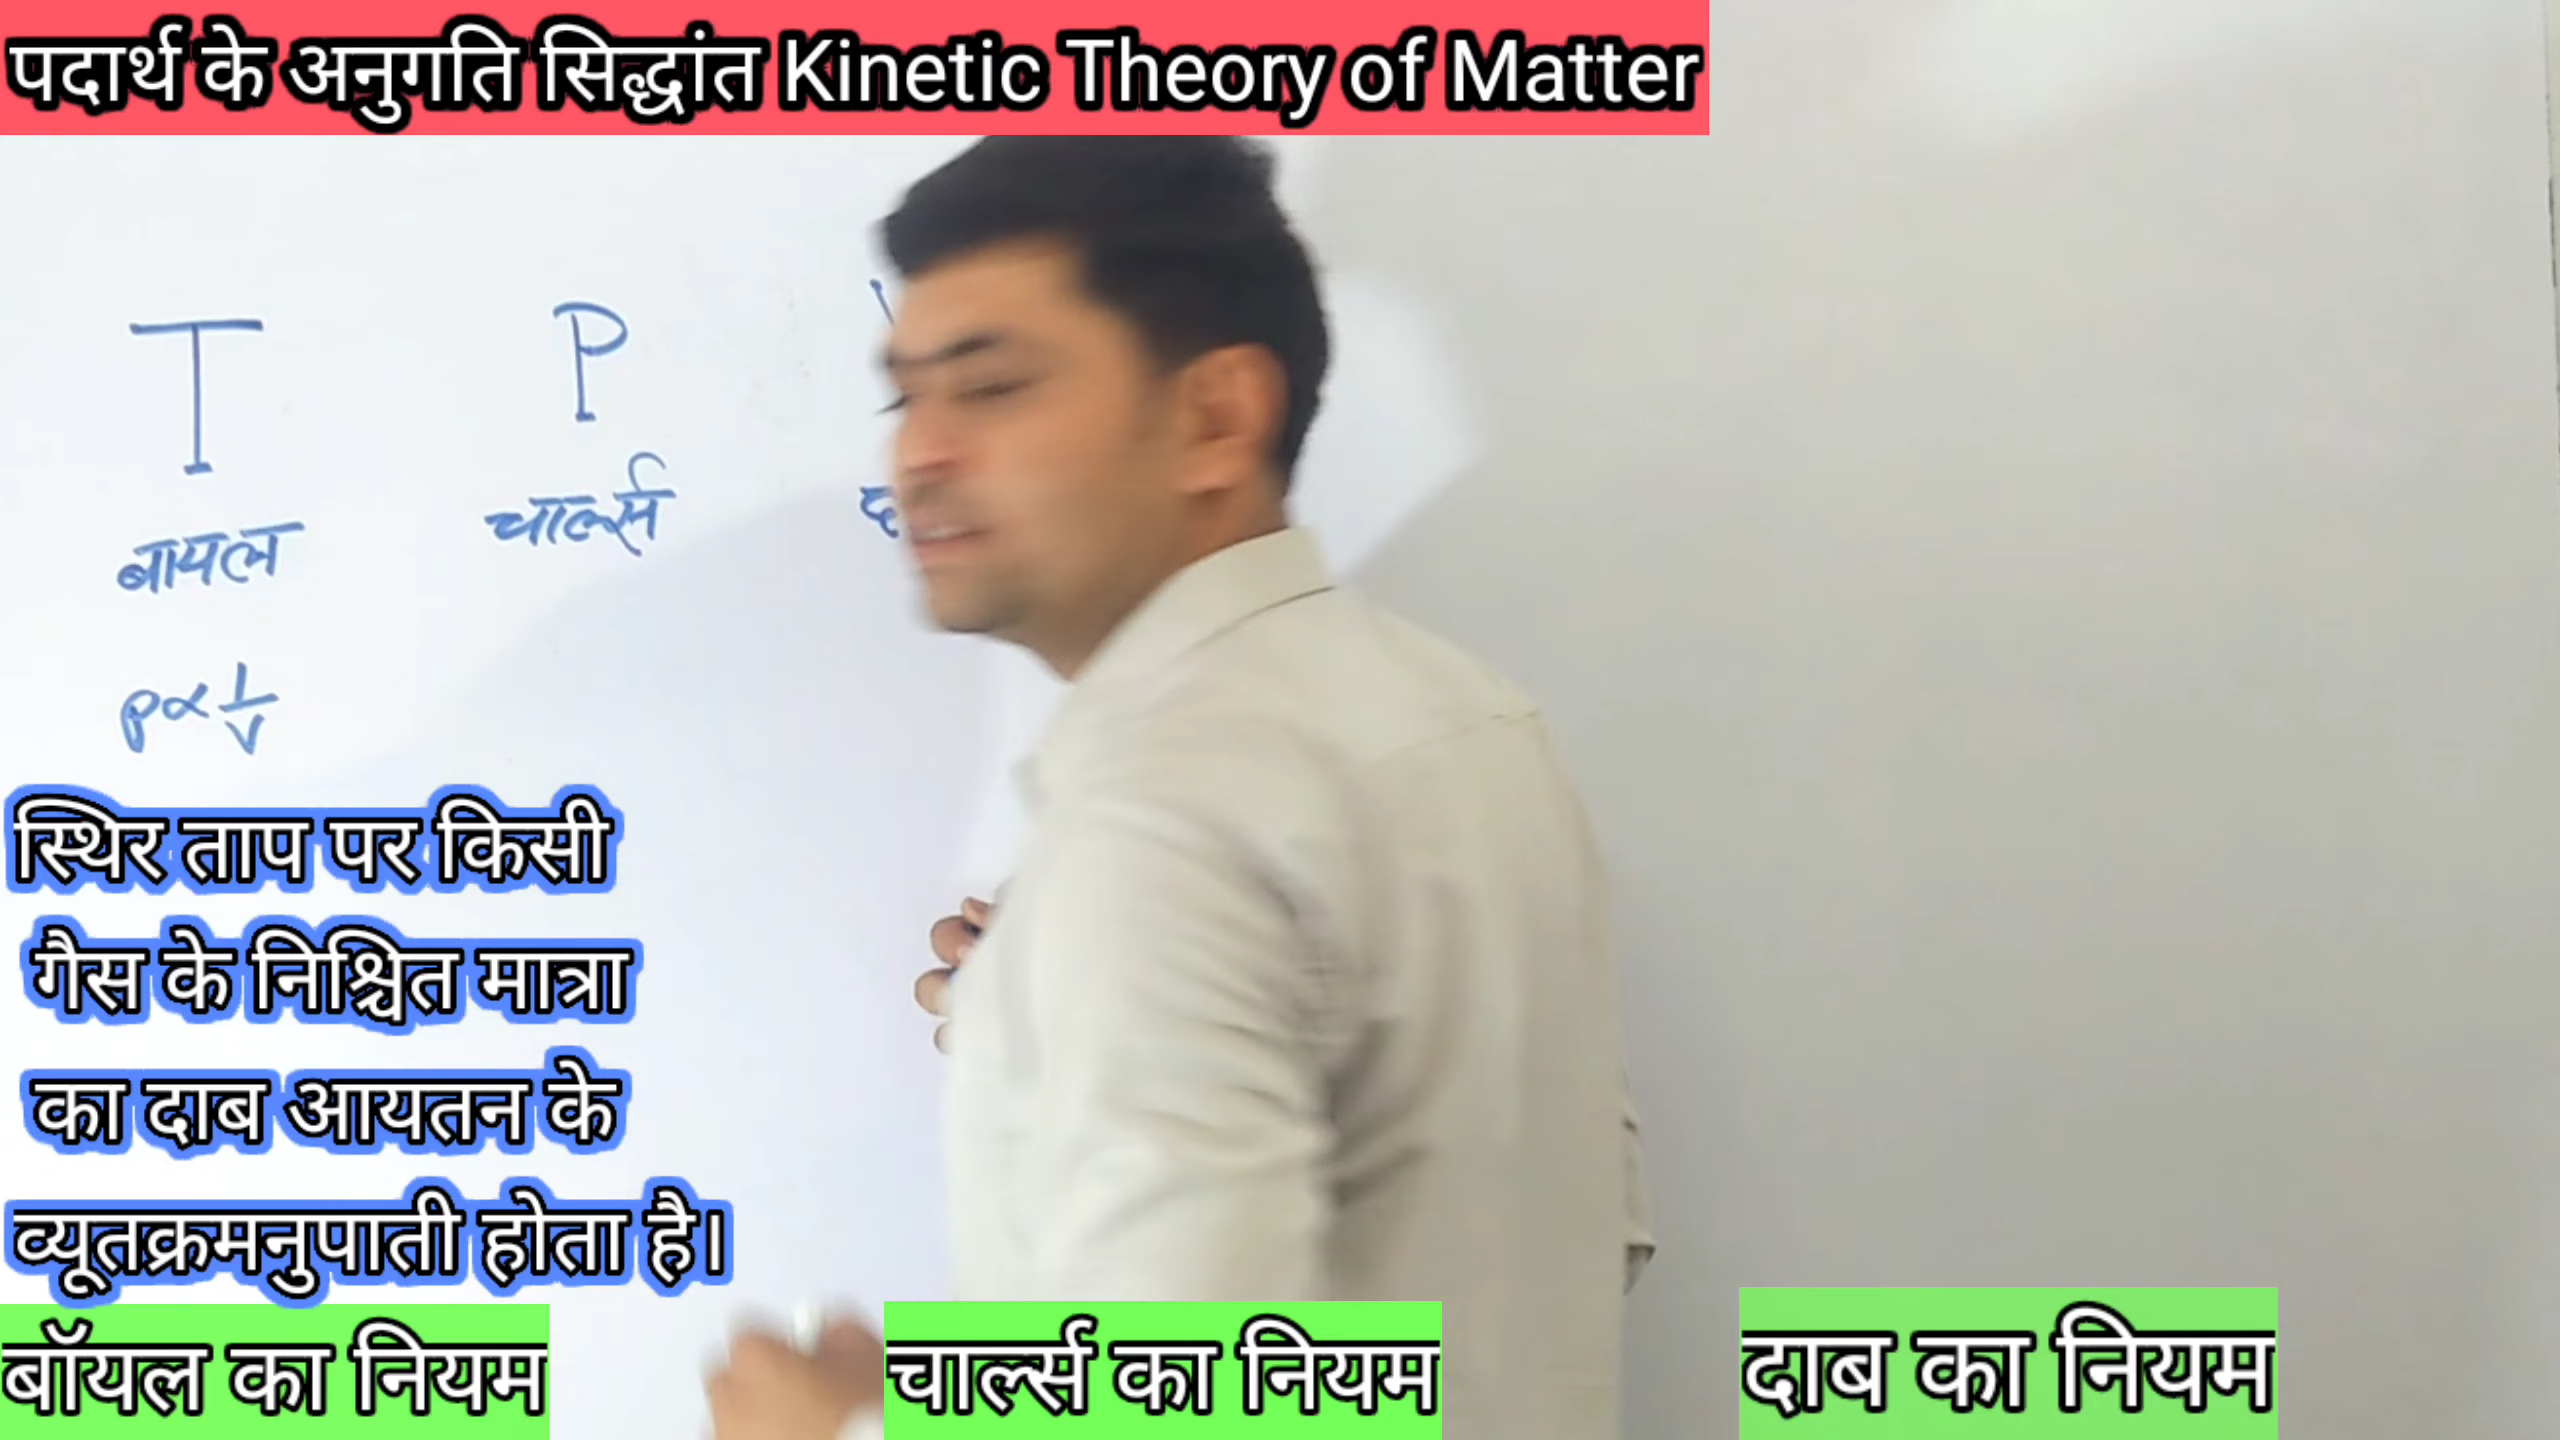 पदार्थ के अनुगति सिद्धांत Kinetic Theory of Matter
T P
बायल चार्ल्स
P∝1/V
स्थिर ताप पर किसी
गैस के निश्चित मात्रा
का दाब आयतन के
व्यूतक्रमनुपाती होता है।
बॉयल का नियम चार्ल्स का नियम दाब का नियम